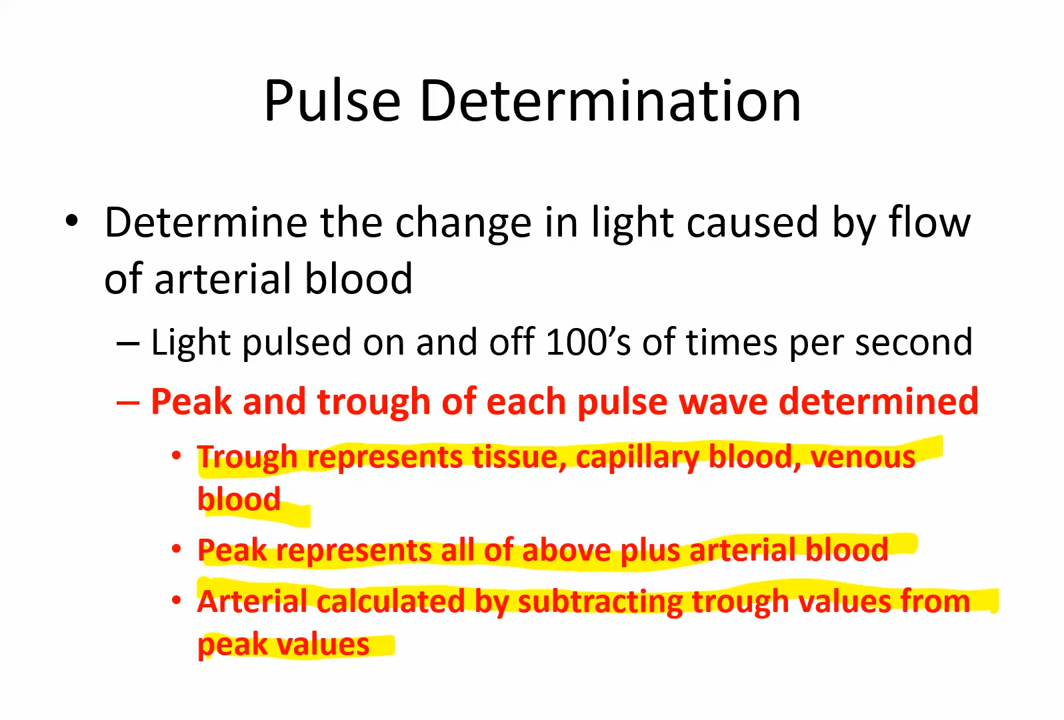 Pulse Determination
• Determine the change in light caused by flow
of arterial blood
– Light pulsed on and off 100’s of times per second
– Peak and trough of each pulse wave determined
• Trough represents tissue, capillary blood, venous
blood
• Peak represents all of above plus arterial blood
• Arterial calculated by subtracting trough values from
peak values